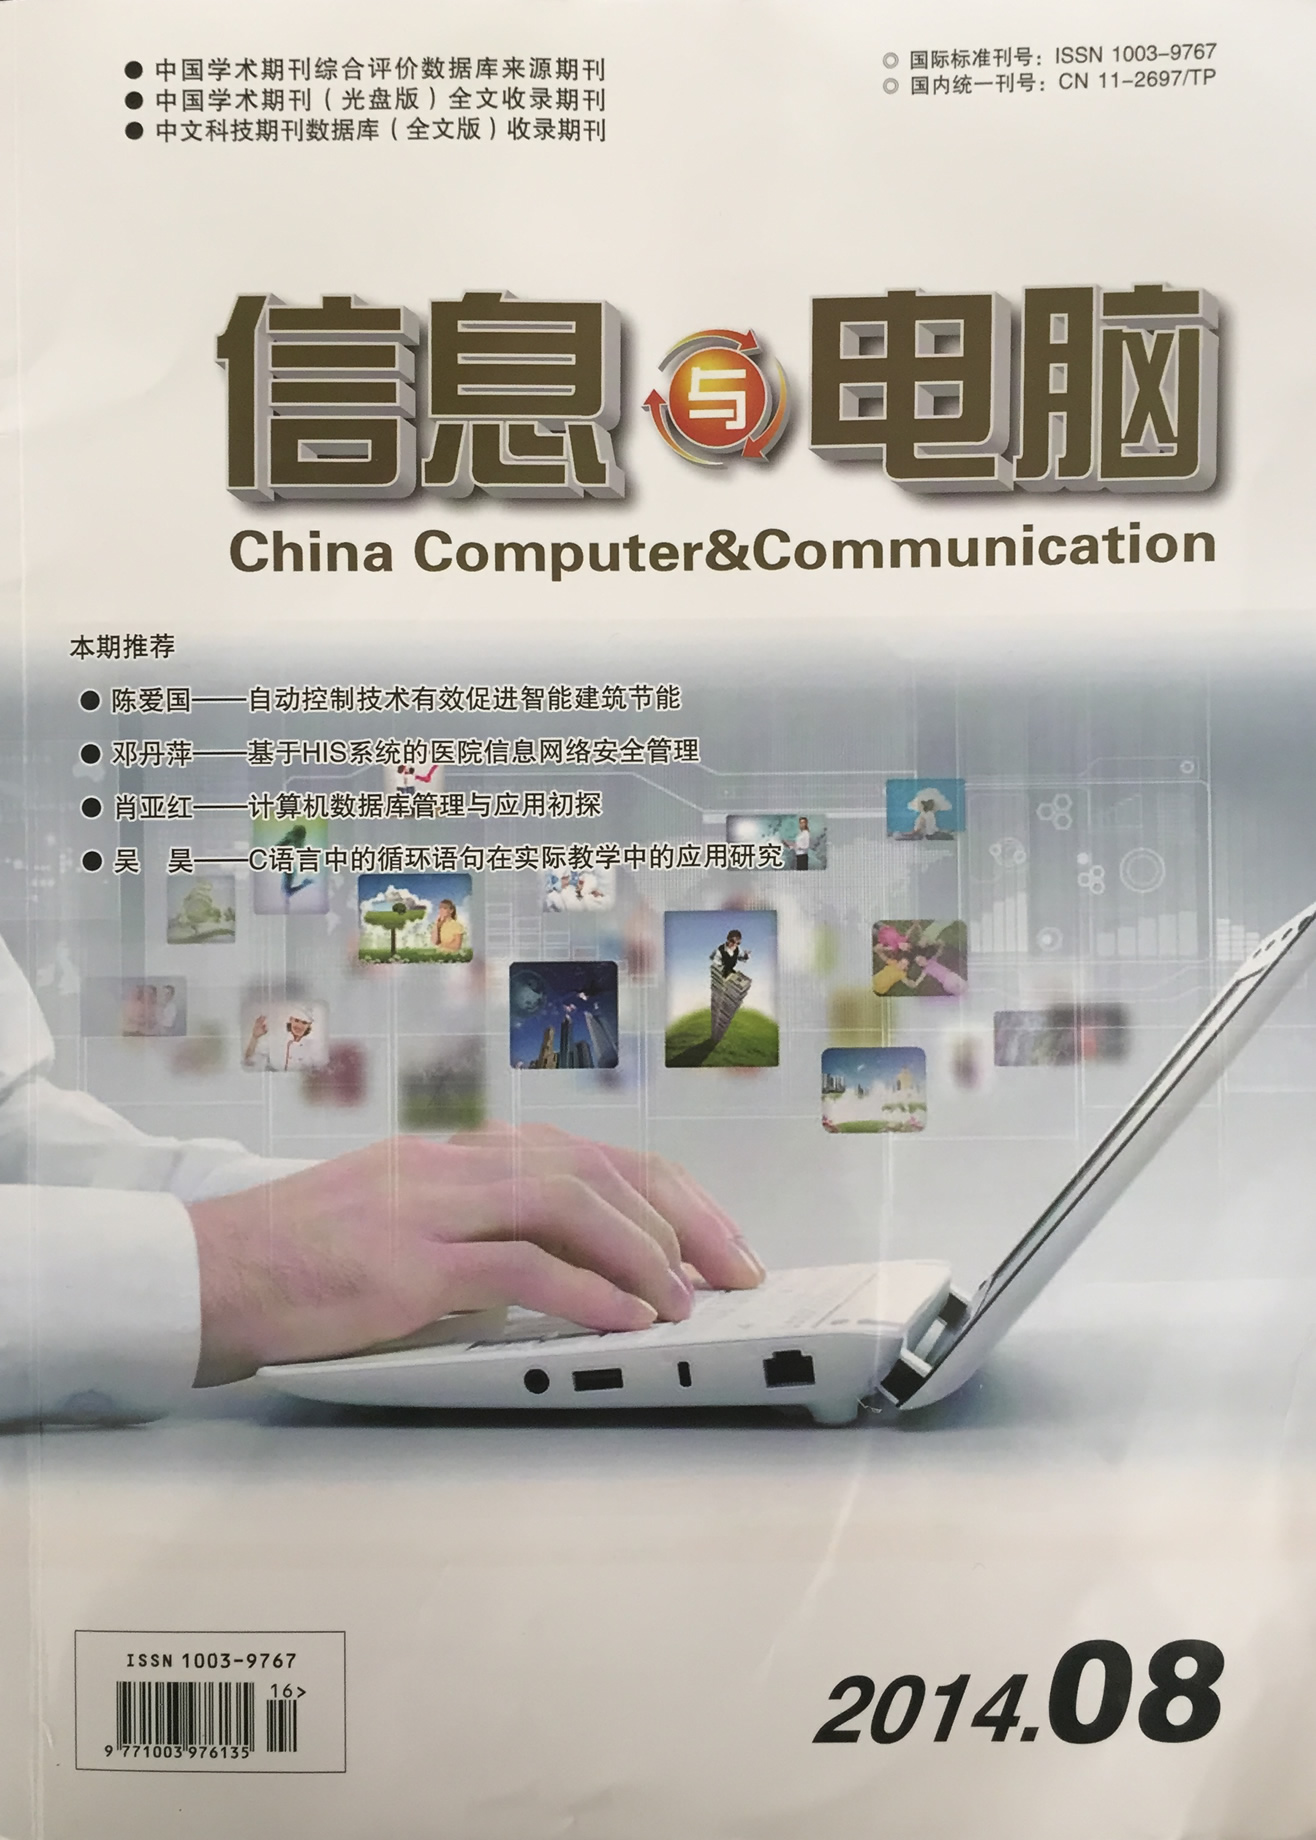 ●中国学术期刊综合评价数据库来源期刊
●中国学术期刊（光盘版）全文收录期刊
●中文科技期刊数据库（全文版）收录期刊
◎ 国际标准刊号：ISSN 1003-9767
◎ 国内统一刊号：CN 11-2697/TP
信息与电脑
China Computer&Communication
本期推荐
●陈爱国——自动控制技术有效促进智能建筑节能
●邓丹萍——基于HIS系统的医院信息网络安全管理
●肖亚红——计算机数据库管理与应用初探
●吴　昊——C语言中的循环语句在实际教学中的应用研究
ISSN 1003-9767
16>
9 771003 976135
2014.08